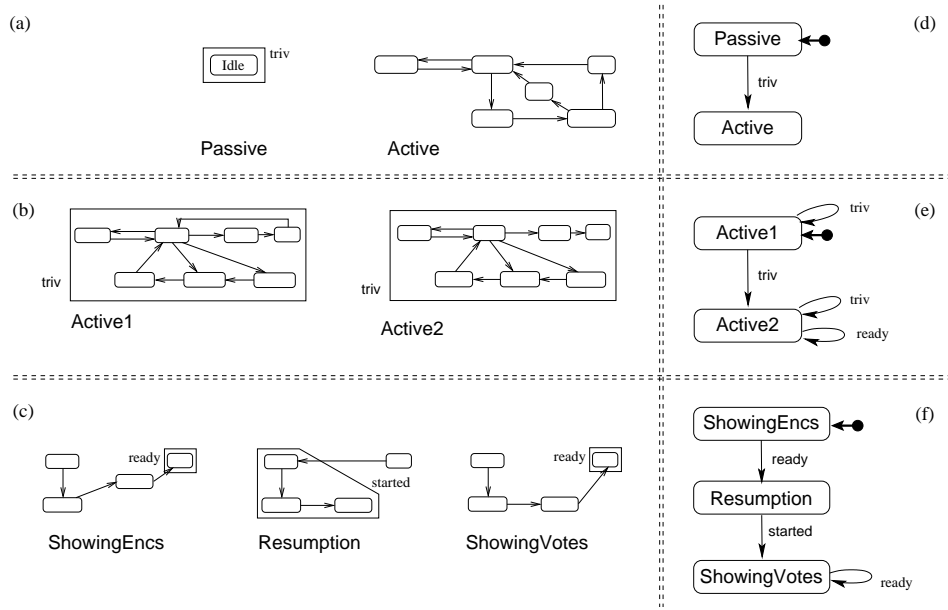 (a)
Idle
triv
Passive
Active
(d)
Passive
triv
Active
(b)
triv
Active1
triv
Active2
(e)
Active1
triv
triv
Active2
triv
ready
(c)
ready
ShowingEncs
started
Resumption
ready
ShowingVotes
(f)
ShowingEncs
ready
Resumption
started
ShowingVotes
ready